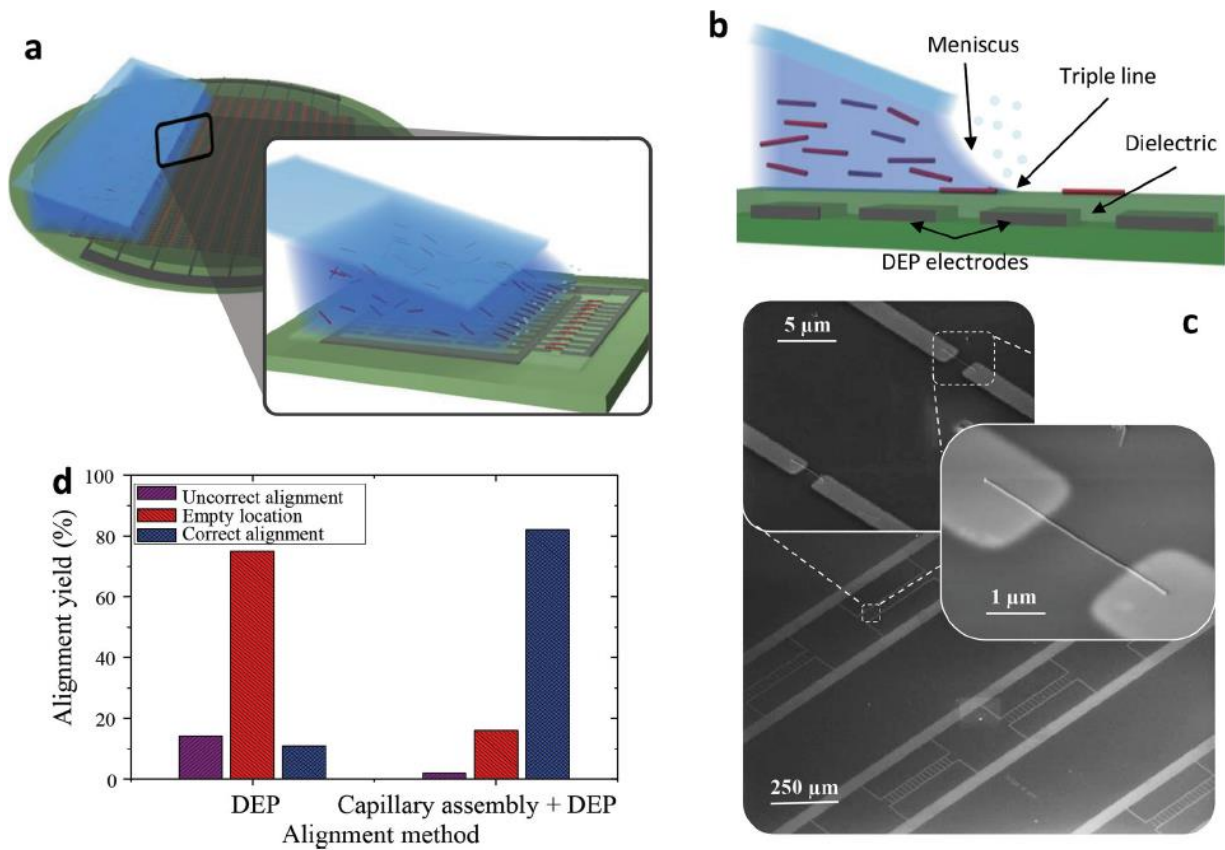 a
b
Meniscus
Triple line
Dielectric
DEP electrodes
c
5 µm
1 µm
250 µm
d
100
80
60
40
20
0
Alignment yield (%)
Uncorrect alignment
Empty location
Correct alignment
DEP
Capillary assembly + DEP
Alignment method